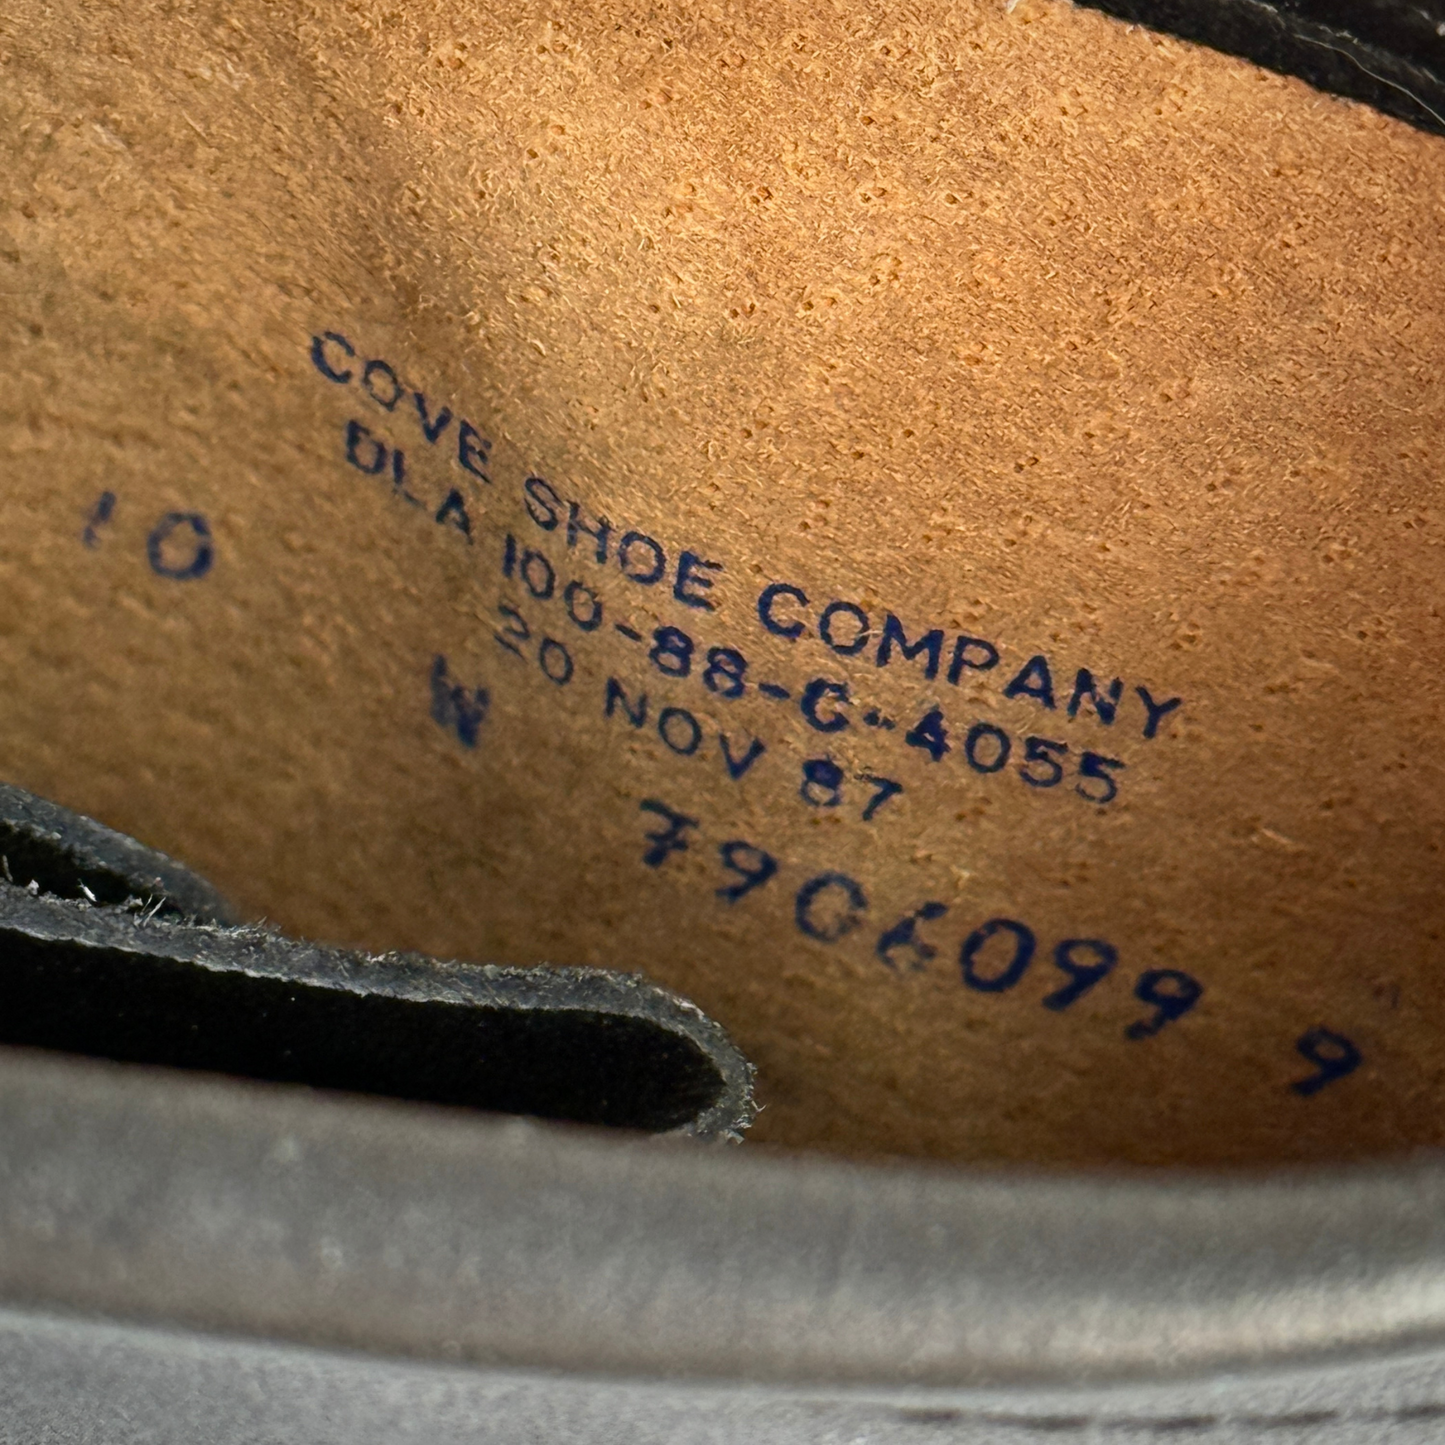 COVE SHOE COMPANY
DLA 100-88-C-4055
20 NOV 87
10 W 7906099 9